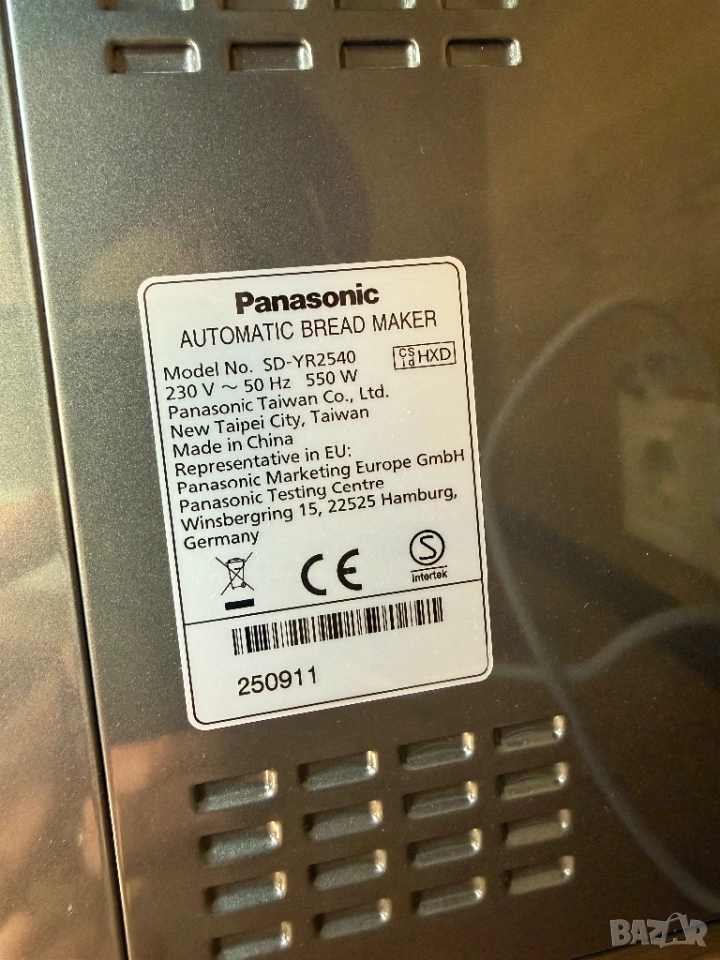 Panasonic
AUTOMATIC BREAD MAKER
Model No. SD-YR2540
CS id HXD
230 V ~ 50 Hz 550 W
Panasonic Taiwan Co., Ltd.
New Taipei City, Taiwan
Made in China
Representative in EU:
Panasonic Marketing Europe GmbH
Panasonic Testing Centre
Winsbergring 15, 22525 Hamburg,
Germany
CE
S
Intertek
250911
BAZAR